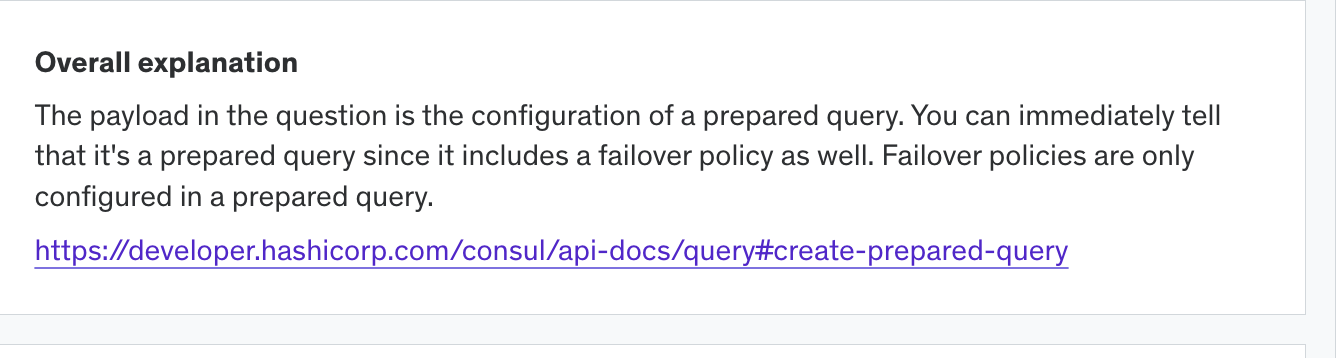 Overall explanation
The payload in the question is the configuration of a prepared query. You can immediately tell
that it's a prepared query since it includes a failover policy as well. Failover policies are only
configured in a prepared query.
https://developer.hashicorp.com/consul/api-docs/query#create-prepared-query